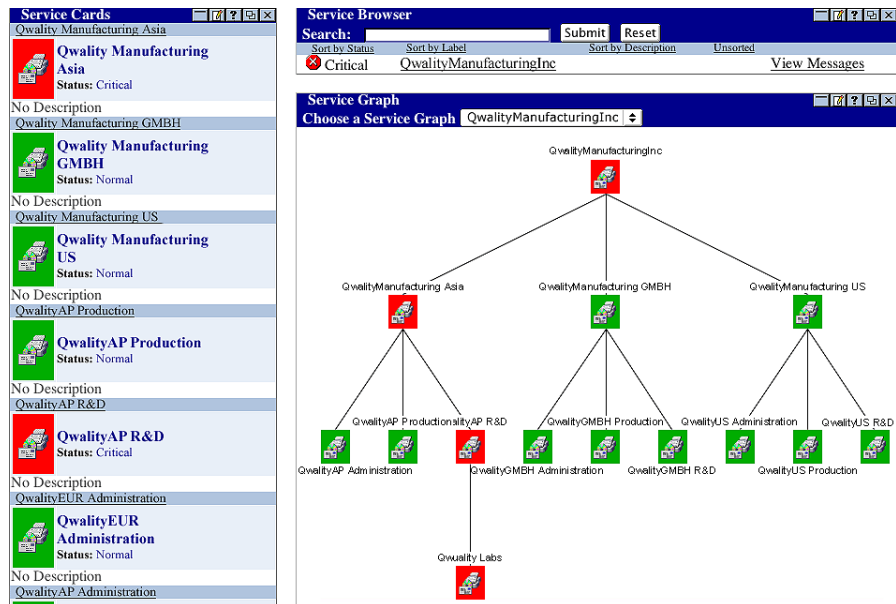 Service Cards
Qwality Manufacturing Asia
Qwality Manufacturing
Asia
Status: Critical
No Description
Qwality Manufacturing GMBH
Qwality Manufacturing
GMBH
Status: Normal
No Description
Qwality Manufacturing US
Qwality Manufacturing
US
Status: Normal
No Description
QwalityAP Production
QwalityAP Production
Status: Normal
No Description
QwalityAP R&D
QwalityAP R&D
Status: Critical
No Description
QwalityEUR Administration
QwalityEUR
Administration
Status: Normal
No Description
QwalityAP Administration
Service Browser
Search: Submit Reset
Sort by Status Sort by Label Sort by Description Unsorted
Critical QwalityManufacturingInc View Messages
Service Graph
Choose a Service Graph QwalityManufacturingInc
QwalityManufacturingInc
QwalityManufacturing Asia QwalityManufacturing GMBH QwalityManufacturing US
QwalityAP Productionality AP R&D QwalityGMBH Production QwalityUS Administration QwalityUS R&D
QwalityAP Administration QwalityGMBH Administration QwalityGMBH R&D QwalityUS Production
Qwuality Labs